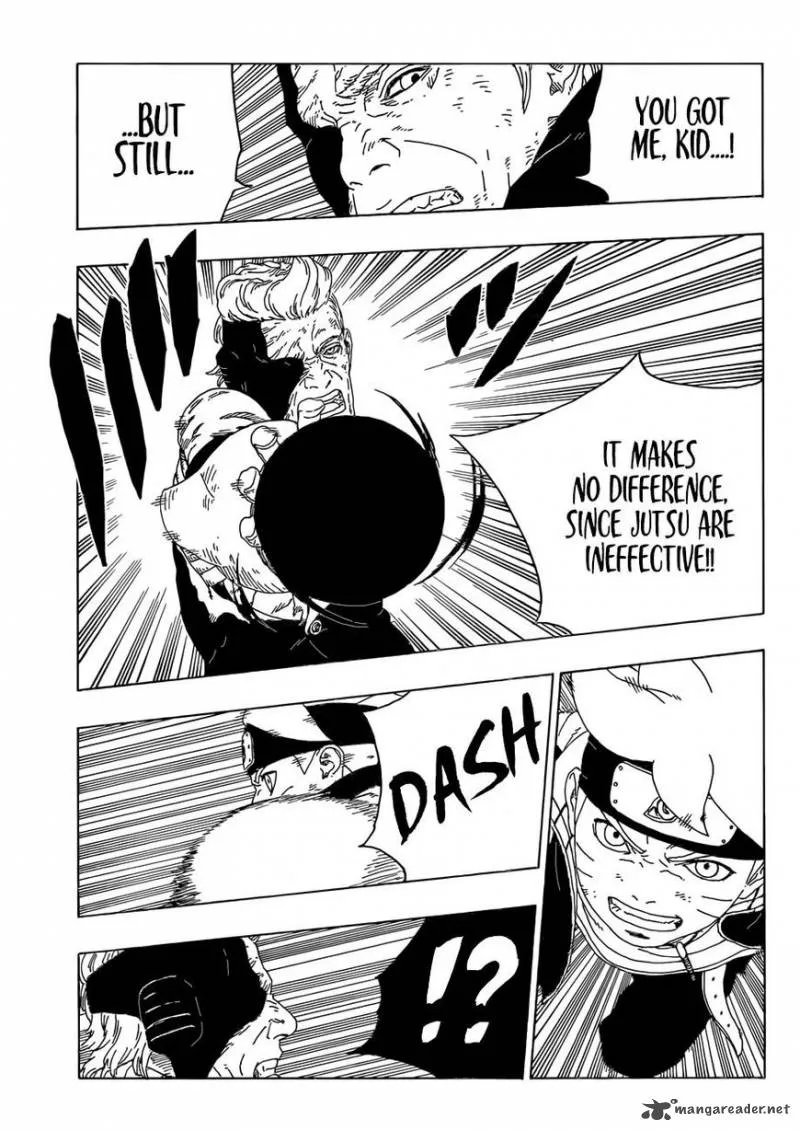 YOU GOT
ME, KID....!
...BUT
STILL...
IT MAKES
NO DIFFERENCE,
SINCE JUTSU ARE
INEFFECTIVE!!
DASH
!?
mangareader.net